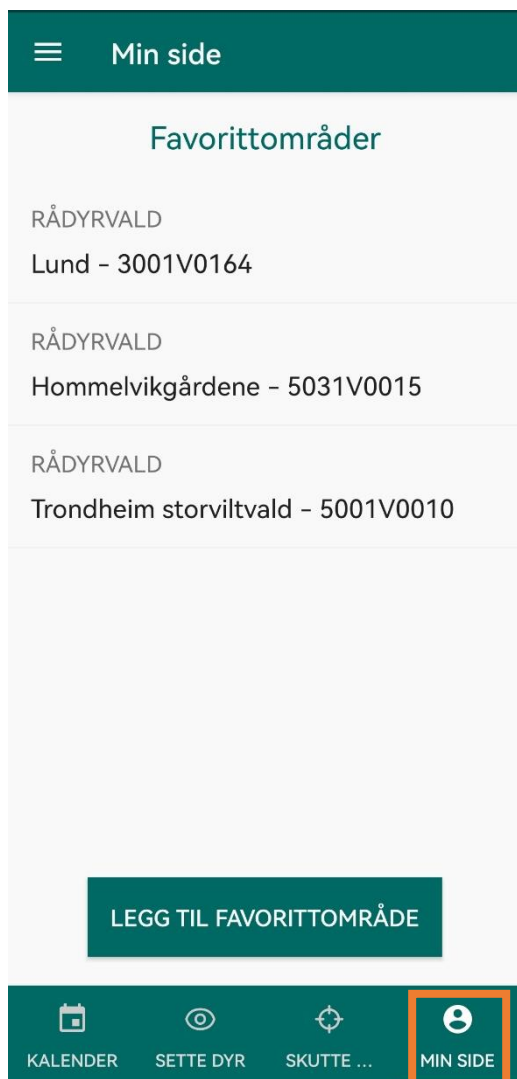 Min side
Favorittområder
RÅDYRVALD
Lund – 3001V0164
RÅDYRVALD
Hommelvikgårdene – 5031V0015
RÅDYRVALD
Trondheim storviltvald – 5001V0010
LEGG TIL FAVORITTOMRÅDE
KALENDER SETTE DYR SKUTTE ... MIN SIDE